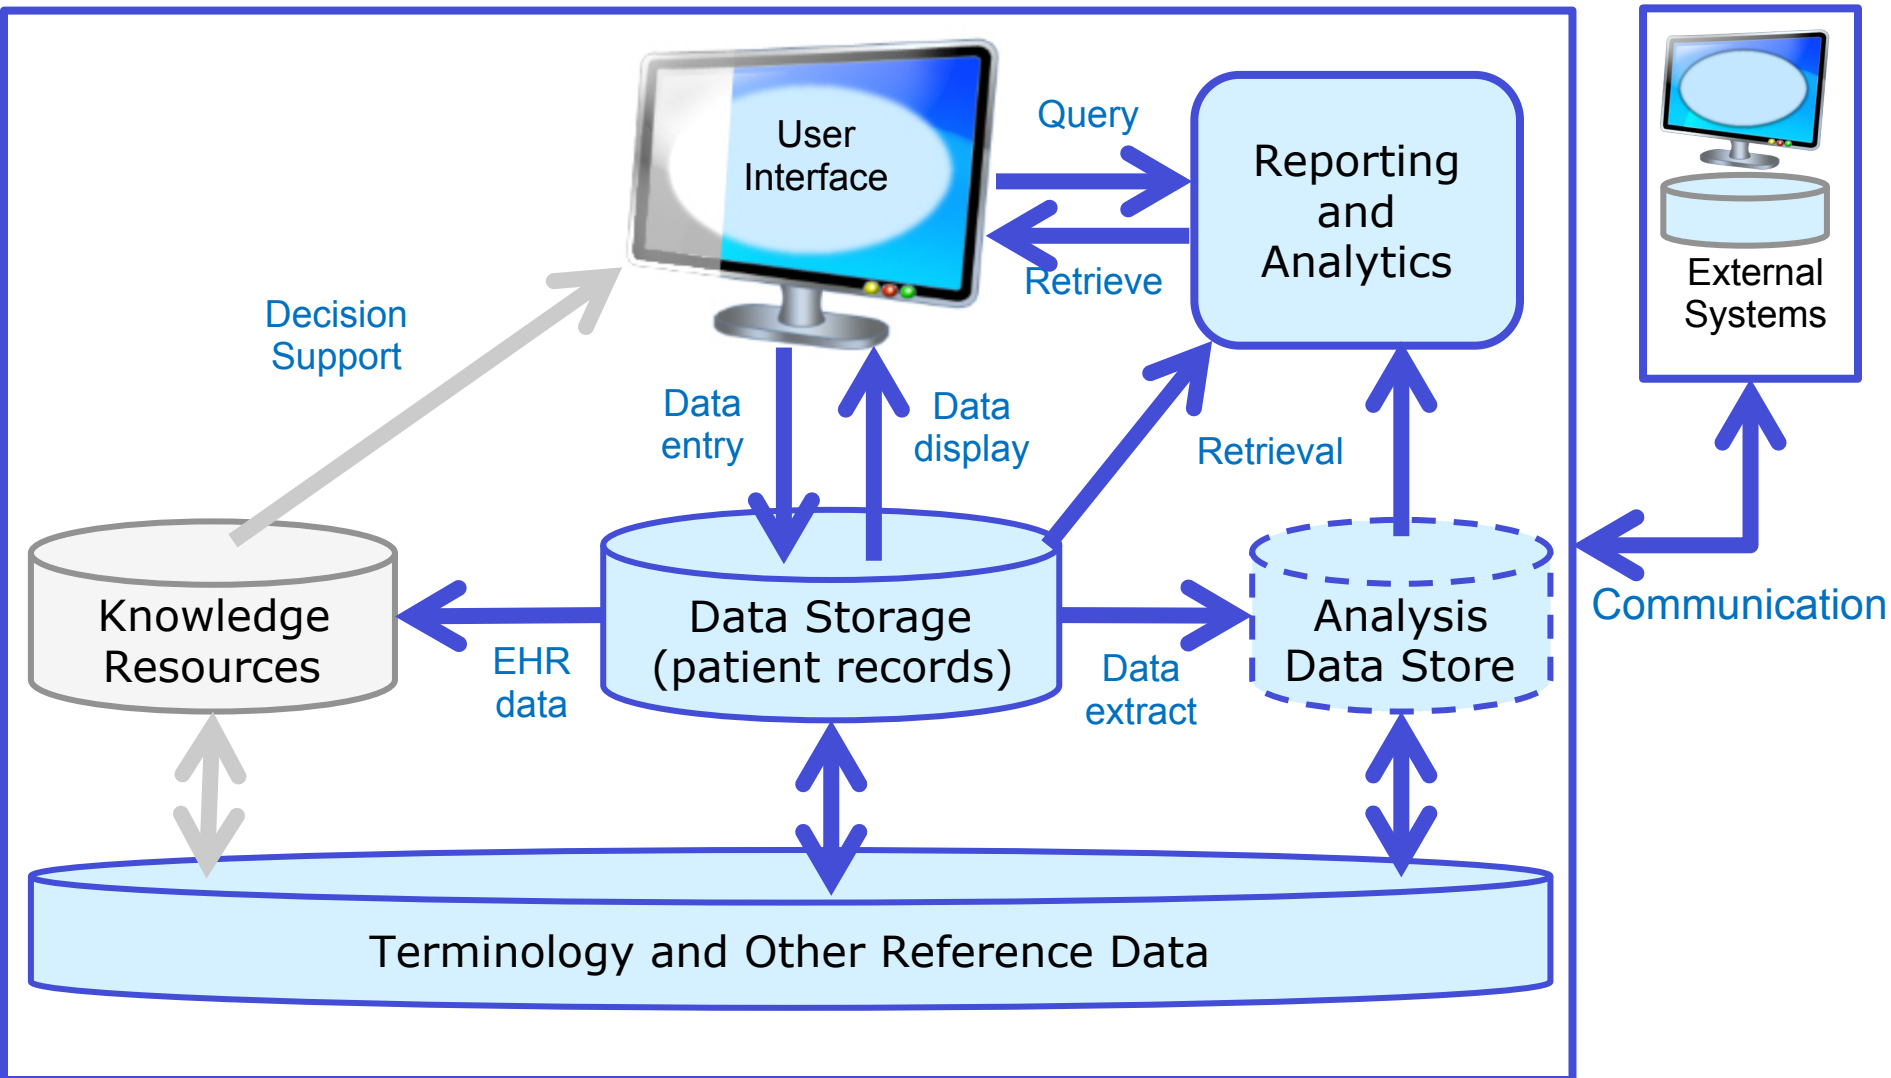 User
Interface
Query
Retrieve
Reporting
and
Analytics
External
Systems
Decision
Support
Data
entry
Data
display
Retrieval
Knowledge
Resources
EHR
data
Data Storage
(patient records)
Data
extract
Analysis
Data Store
Communication
Terminology and Other Reference Data